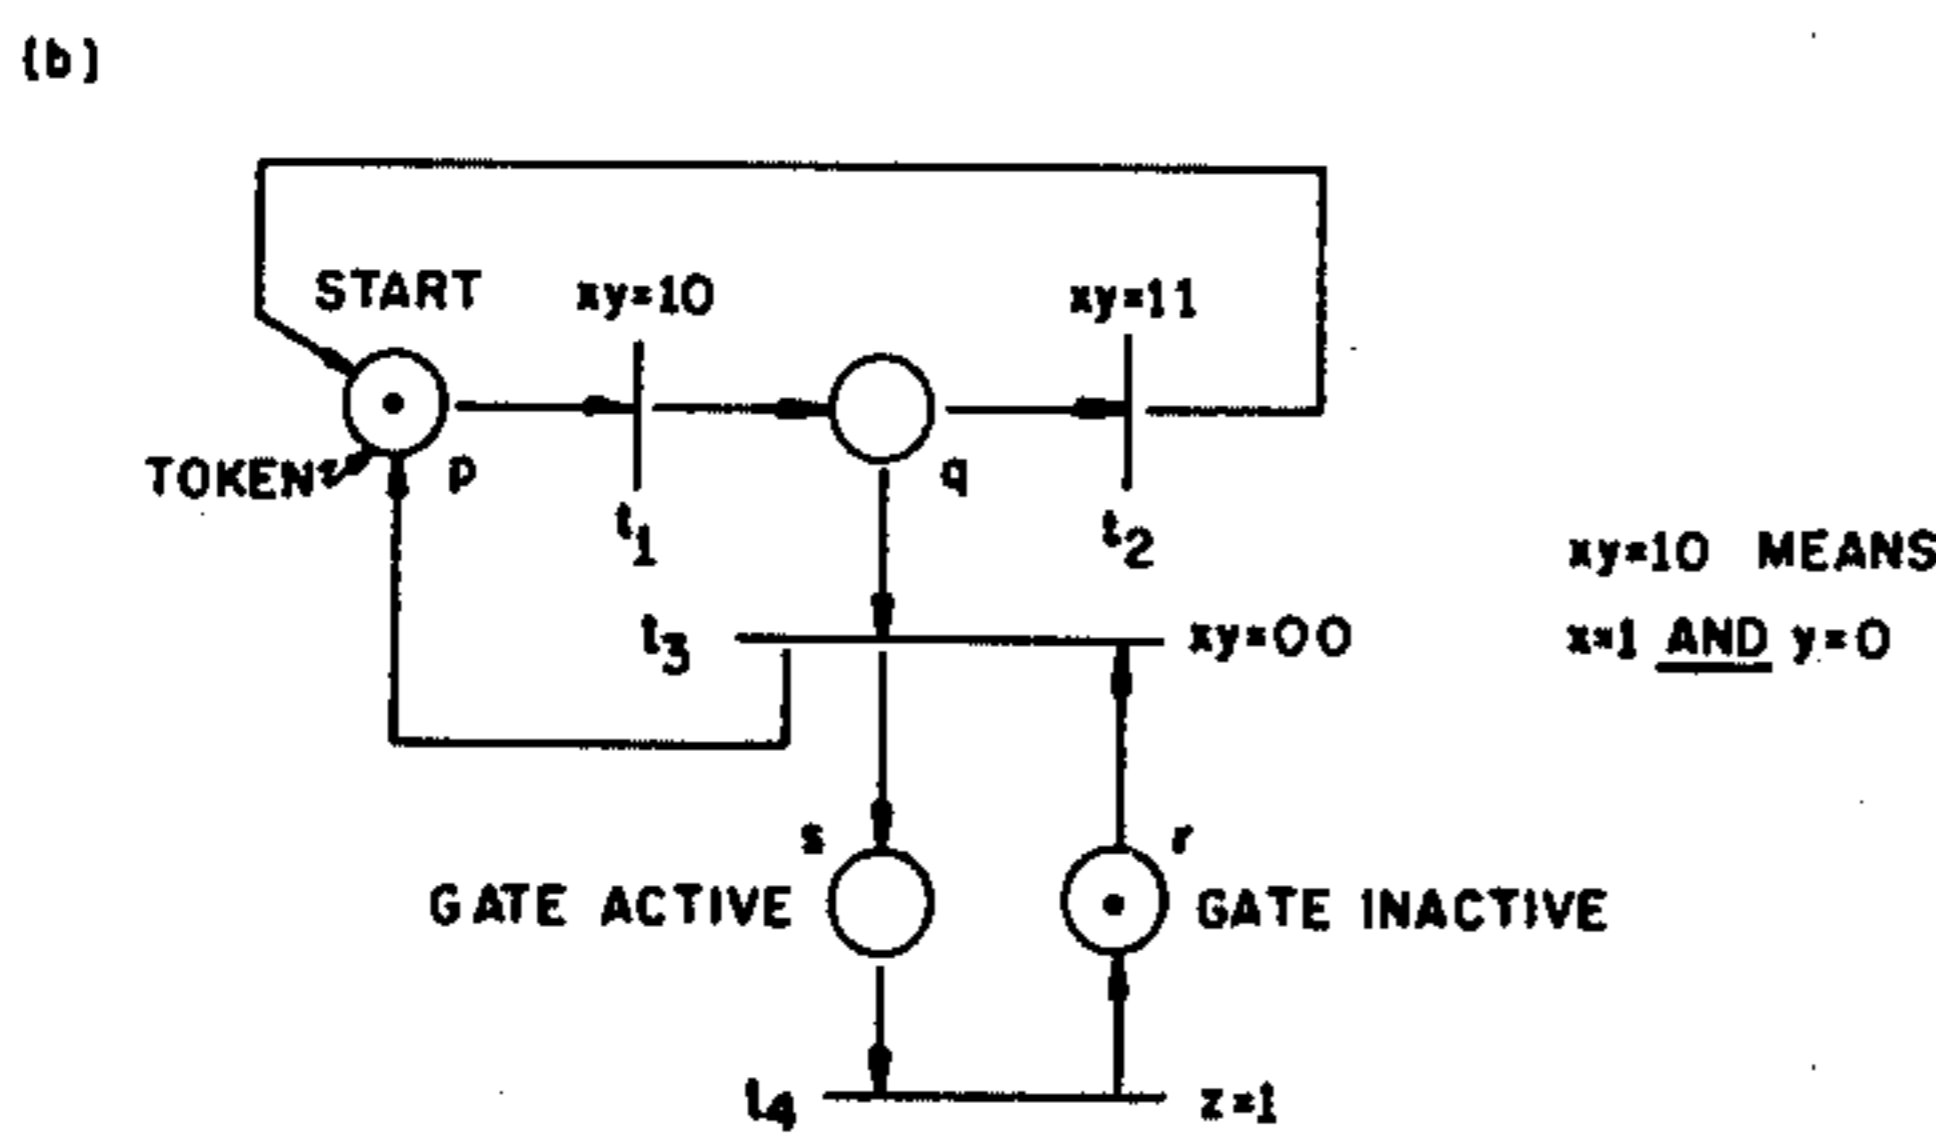 (b)
START
xy=10
xy=11
TOKEN
p
q
t1
t2
xy=10 MEANS
x=1 AND y=0
t3
xy=00
s
r
GATE ACTIVE
GATE INACTIVE
t4
z=1